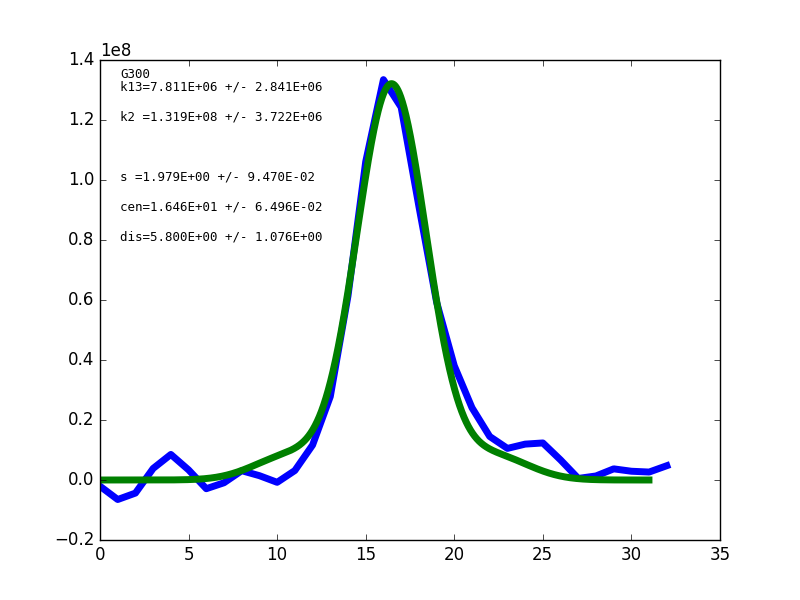 1e8
G300
k13=7.811E+06 +/- 2.841E+06
k2 =1.319E+08 +/- 3.722E+06
s =1.979E+00 +/- 9.470E-02
cen=1.646E+01 +/- 6.496E-02
dis=5.800E+00 +/- 1.076E+00
1.4
1.2
1.0
0.8
0.6
0.4
0.2
0.0
−0.2
0 5 10 15 20 25 30 35